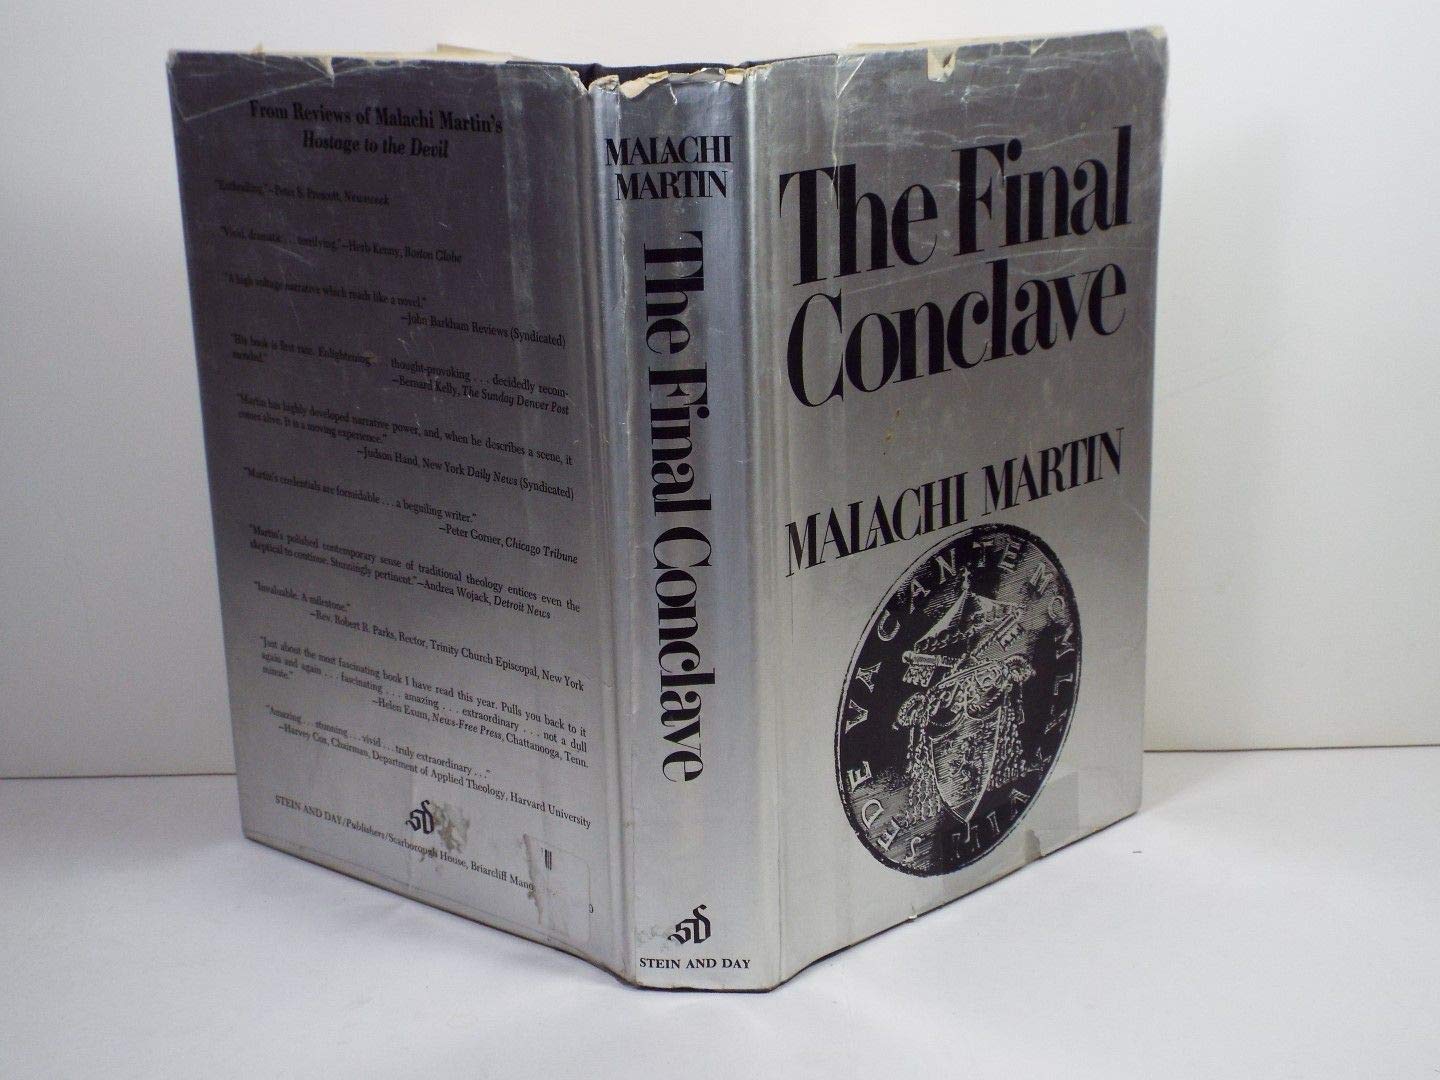 From Reviews of Malachi Martin's
Hostage to the Devil
"Enthralling."—Peter S. Prescott, Newsweek
"Vivid, dramatic . . . terrifying."—Herb Kenny, Boston Globe
"A high voltage narrative which reads like a novel."
—John Barkham Reviews (Syndicated)
"His book is first rate. Enlightening . . . thought-provoking . . . decidedly recom-
mended."
—Bernard Kelly, The Sunday Denver Post
"Martin has highly developed narrative power, and, when he describes a scene, it
comes alive. It is a moving experience."
—Judson Hand, New York Daily News (Syndicated)
"Martin's credentials are formidable . . . a beguiling writer."
—Peter Gorner, Chicago Tribune
"Martin's polished contemporary sense of traditional theology entices even the
skeptical to continue. Stunningly pertinent."—Andrea Wojack, Detroit News
"Invaluable. A milestone."
—Rev. Robert R. Parks, Rector, Trinity Church Episcopal, New York
"Just about the most fascinating book I have read this year. Pulls you back to it
again and again . . . fascinating . . . amazing . . . extraordinary . . . not a dull
minute."
—Helen Exum, News-Free Press, Chattanooga, Tenn.
"Amazing . . . stunning . . . vivid . . . truly extraordinary . . ."
—Harvey Cox, Chairman, Department of Applied Theology, Harvard University
SD
STEIN AND DAY/Publishers/Scarborough House, Briarcliff Mano
MALACHI
MARTIN
The Final Conclave
SD
STEIN AND DAY
The Final
Conclave
MALACHI MARTIN
SEDE VACANTE